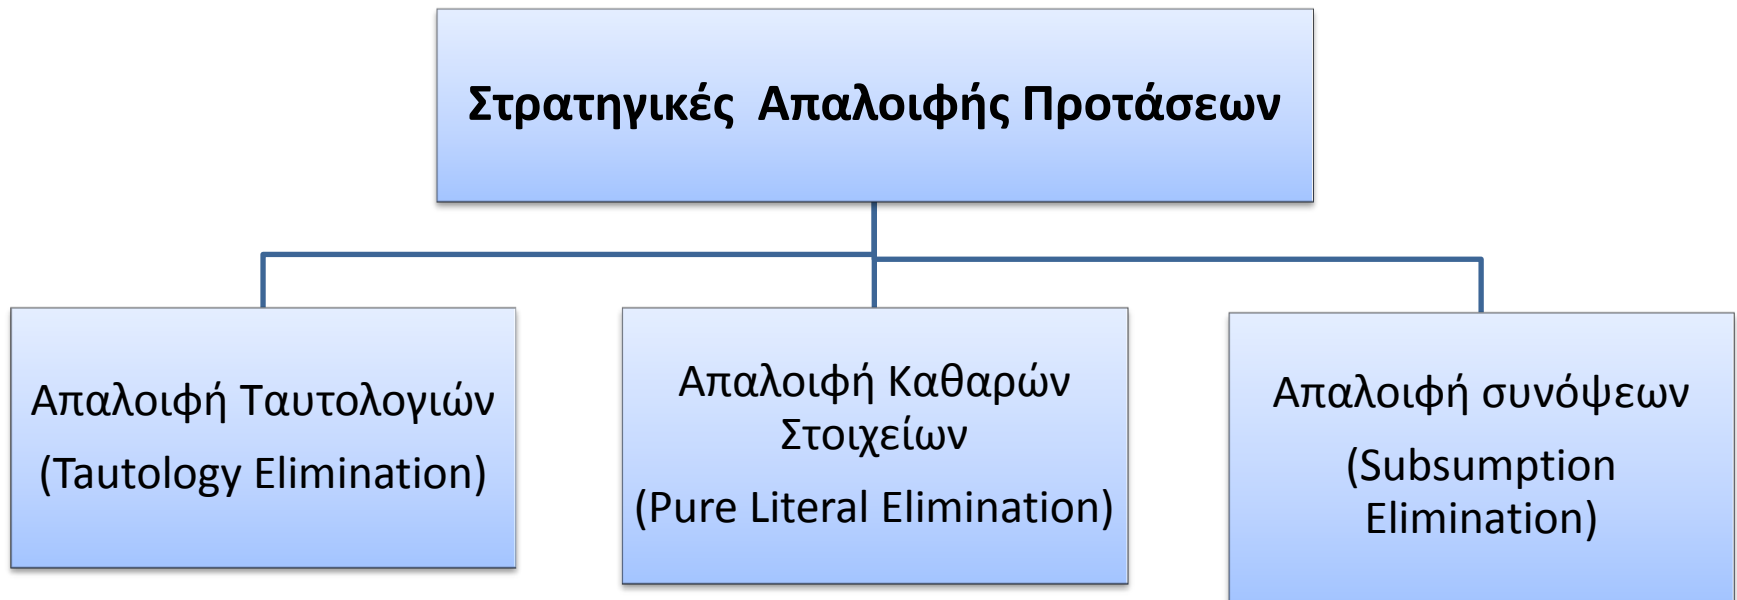 Στρατηγικές Απαλοιφής Προτάσεων
Απαλοιφή Ταυτολογιών
(Tautology Elimination)
Απαλοιφή Καθαρών
Στοιχείων
(Pure Literal Elimination)
Απαλοιφή συνόψεων
(Subsumption
Elimination)